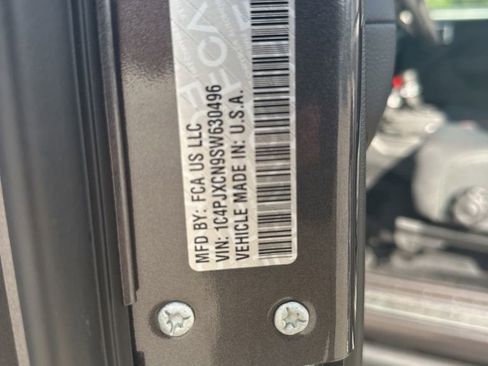 MFD BY: FCA US LLC
VIN: 1C4PJXCN9SW630496
VEHICLE MADE IN: U.S.A.